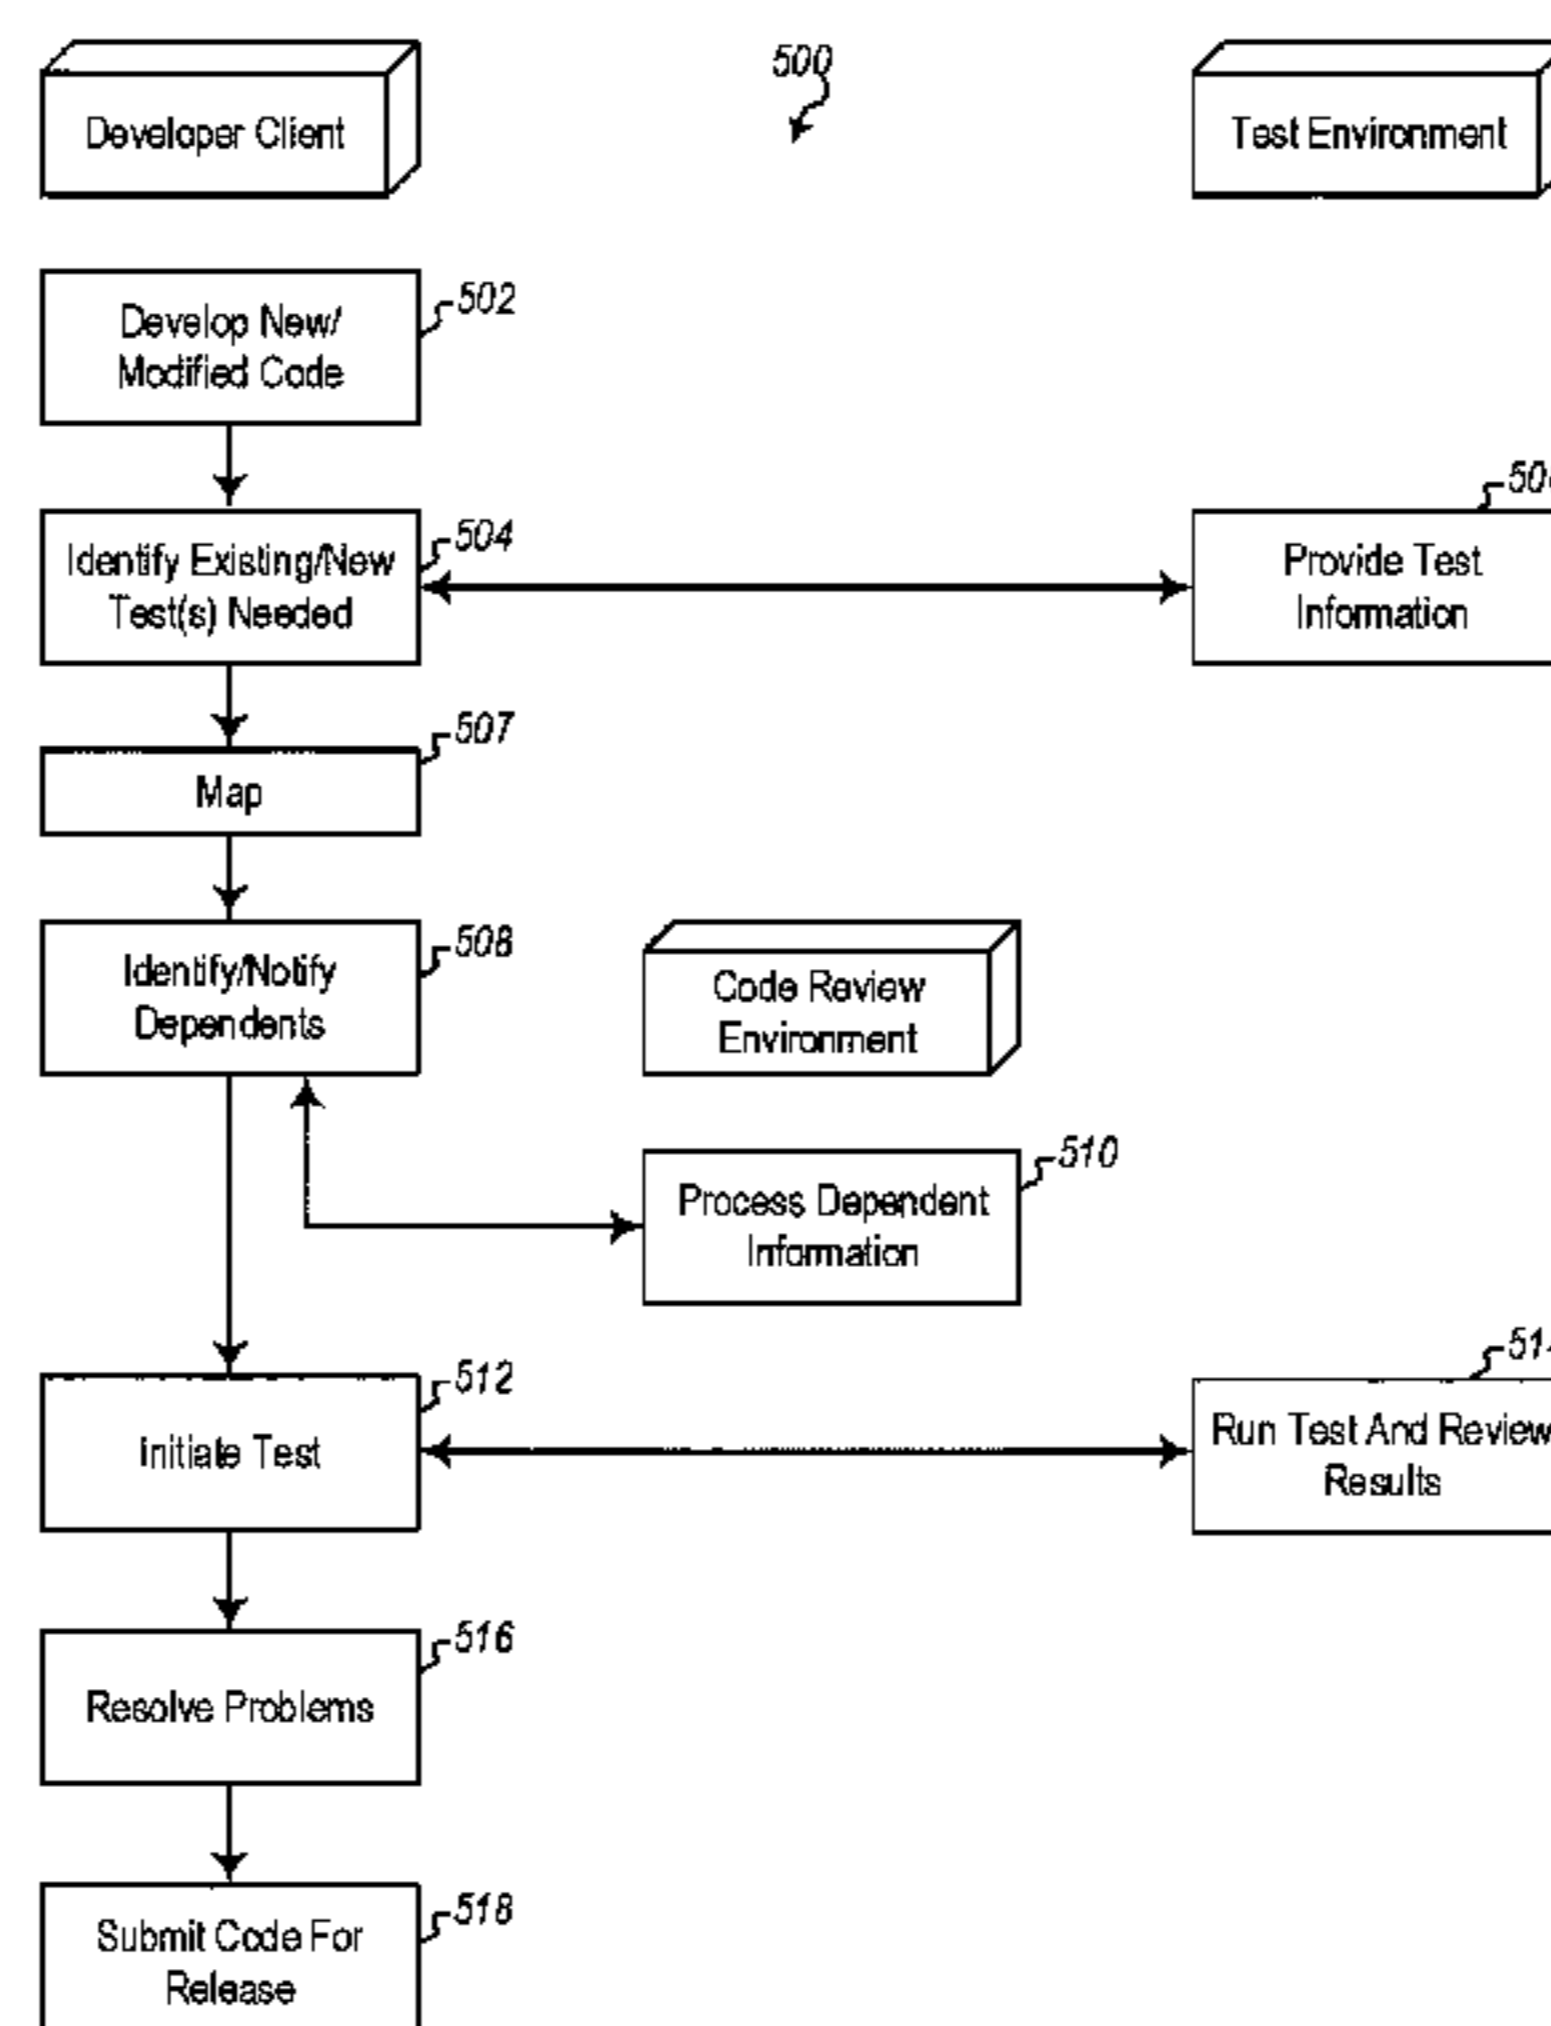 500
Developer Client
Test Environment
502
Develop New/
Modified Code
504
Identify Existing/New
Test(s) Needed
Provide Test
Information
507
Map
508
Identify/Notify
Dependents
Code Review
Environment
510
Process Dependent
Information
512
Initiate Test
Run Test And Review
Results
516
Resolve Problems
518
Submit Code For
Release